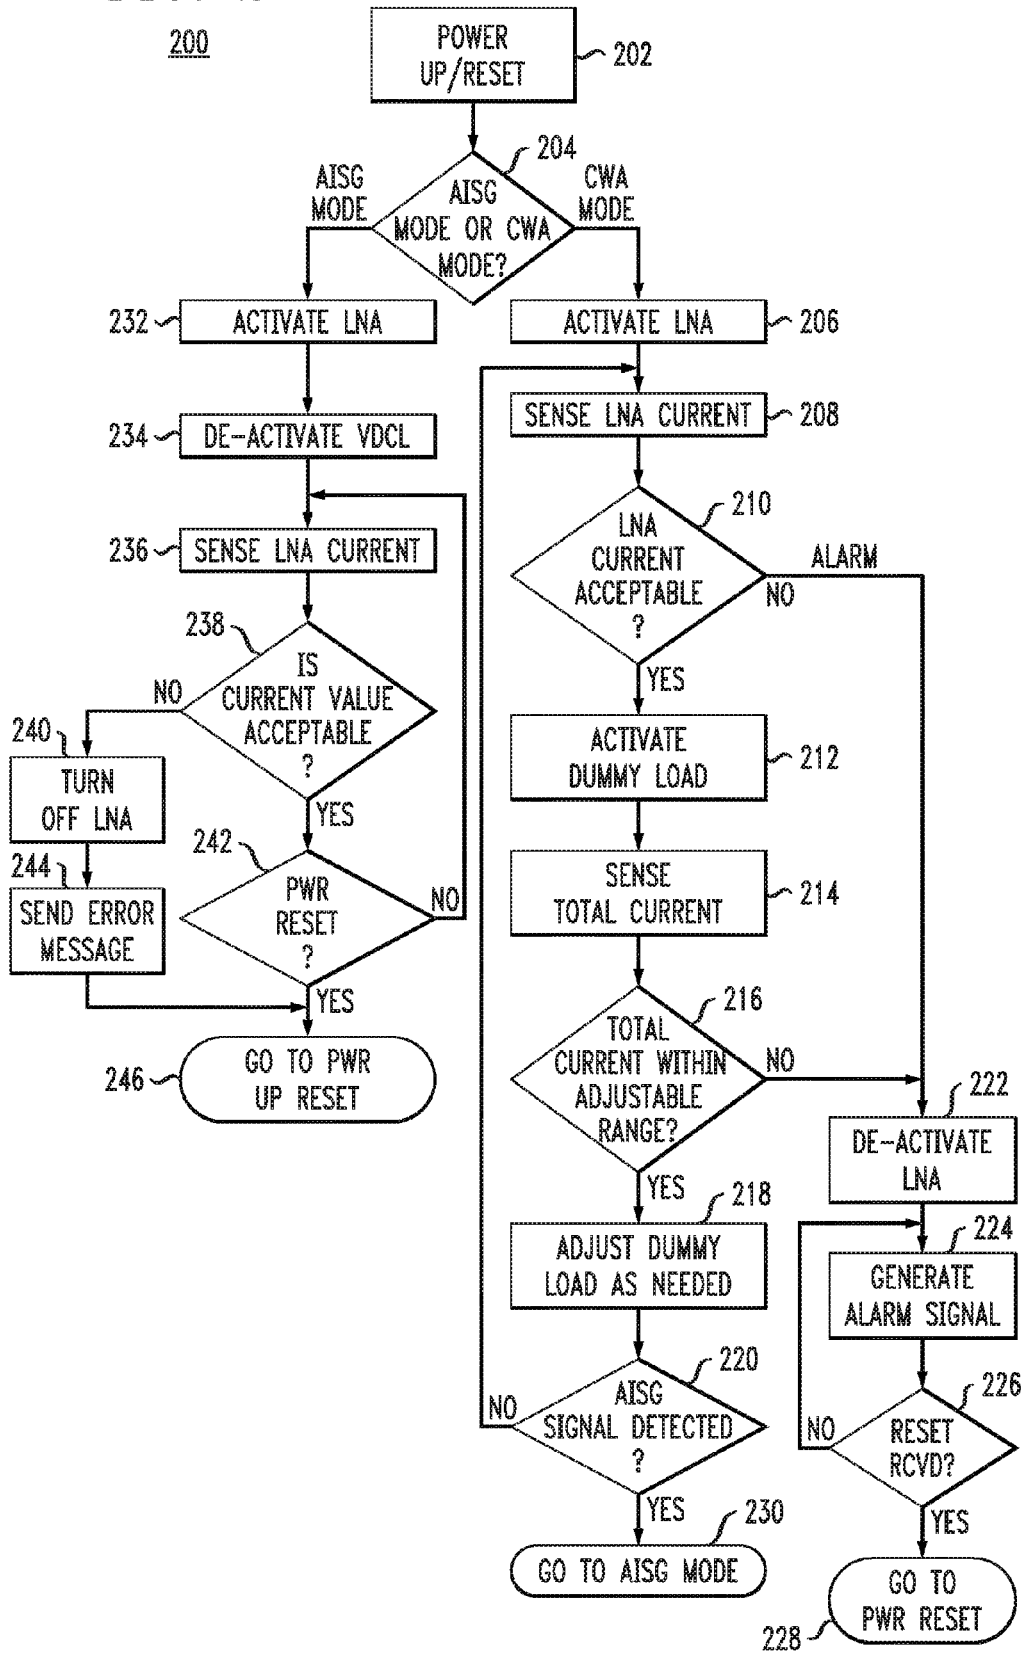 200
POWER
UP/RESET
202
204
AISG
MODE
CWA
MODE
AISG
MODE OR CWA
MODE?
232
ACTIVATE LNA
ACTIVATE LNA
206
234
DE-ACTIVATE VDCL
SENSE LNA CURRENT
208
236
SENSE LNA CURRENT
210
LNA
CURRENT
ACCEPTABLE
?
ALARM
NO
YES
238
IS
CURRENT VALUE
ACCEPTABLE
?
NO
YES
240
TURN
OFF LNA
ACTIVATE
DUMMY LOAD
212
242
PWR
RESET
?
NO
YES
244
SEND ERROR
MESSAGE
SENSE
TOTAL CURRENT
214
246
GO TO PWR
UP RESET
216
TOTAL
CURRENT WITHIN
ADJUSTABLE
RANGE?
NO
YES
222
DE-ACTIVATE
LNA
218
ADJUST DUMMY
LOAD AS NEEDED
224
GENERATE
ALARM SIGNAL
220
AISG
SIGNAL DETECTED
?
NO
YES
226
RESET
RCVD?
NO
YES
230
GO TO AISG MODE
GO TO
PWR RESET
228